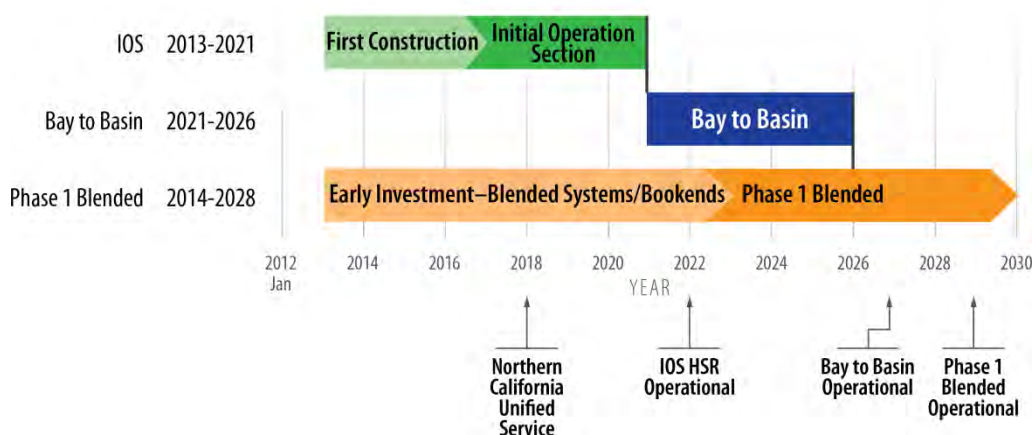 IOS 2013-2021
First Construction
Initial Operation
Section
Bay to Basin 2021-2026
Bay to Basin
Phase 1 Blended 2014-2028
Early Investment–Blended Systems/Bookends
Phase 1 Blended
2012 2014 2016 2018 2020 2022 2024 2026 2028 2030
Jan
YEAR
Northern
California
Unified
Service
IOS HSR
Operational
Bay to Basin
Operational
Phase 1
Blended
Operational